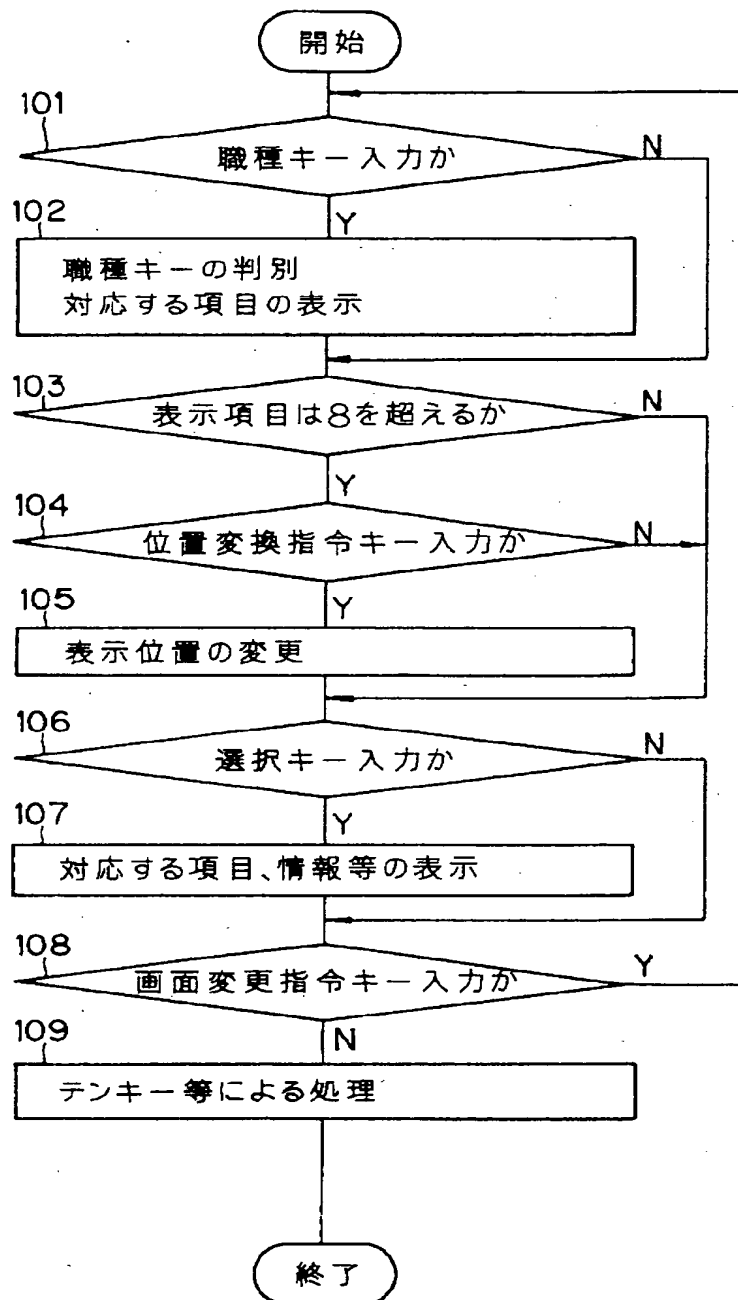 開始
101
職種キー入力か
N
102
Y
職種キーの判別
対応する項目の表示
103
表示項目は8を超えるか
N
Y
104
位置変換指令キー入力か
N
Y
105
表示位置の変更
106
選択キー入力か
N
Y
107
対応する項目、情報等の表示
108
画面変更指令キー入力か
Y
N
109
テンキー等による処理
終了